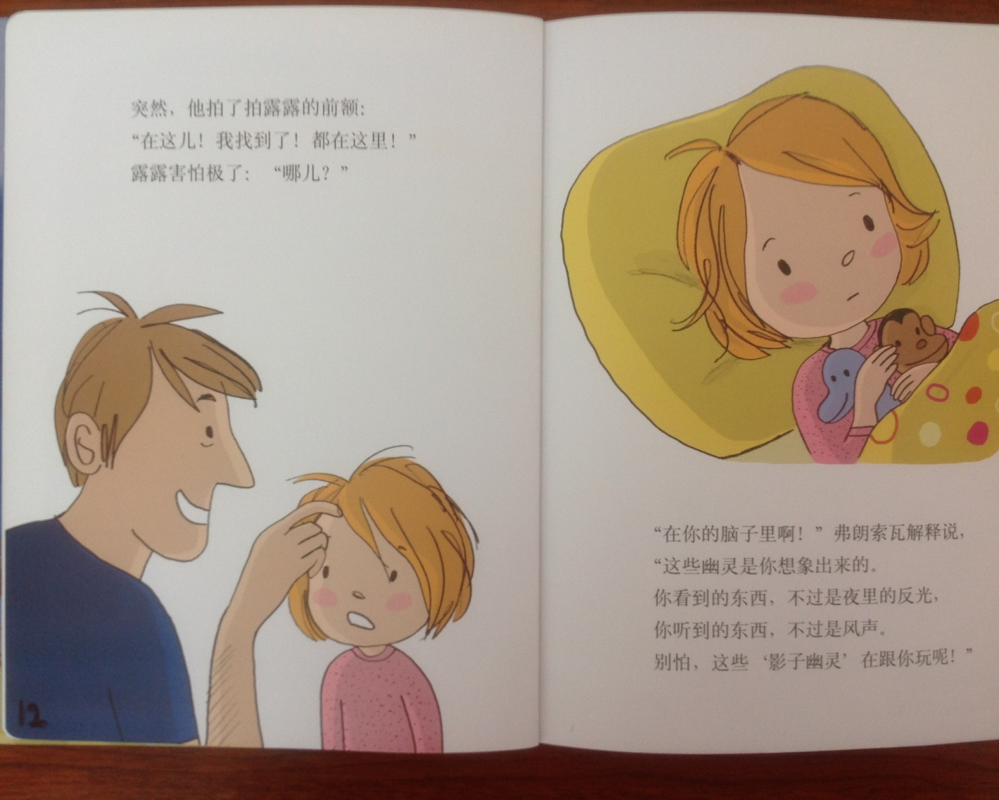 突然，他拍了拍露露的前额：
“在这儿！我找到了！都在这里！”
露露害怕极了：“哪儿？”
12
“在你的脑子里啊！”弗朗索瓦解释说，
“这些幽灵是你想象出来的。
你看到的东西，不过是夜里的反光，
你听到的东西，不过是风声。
别怕，这些‘影子幽灵’在跟你玩呢！”